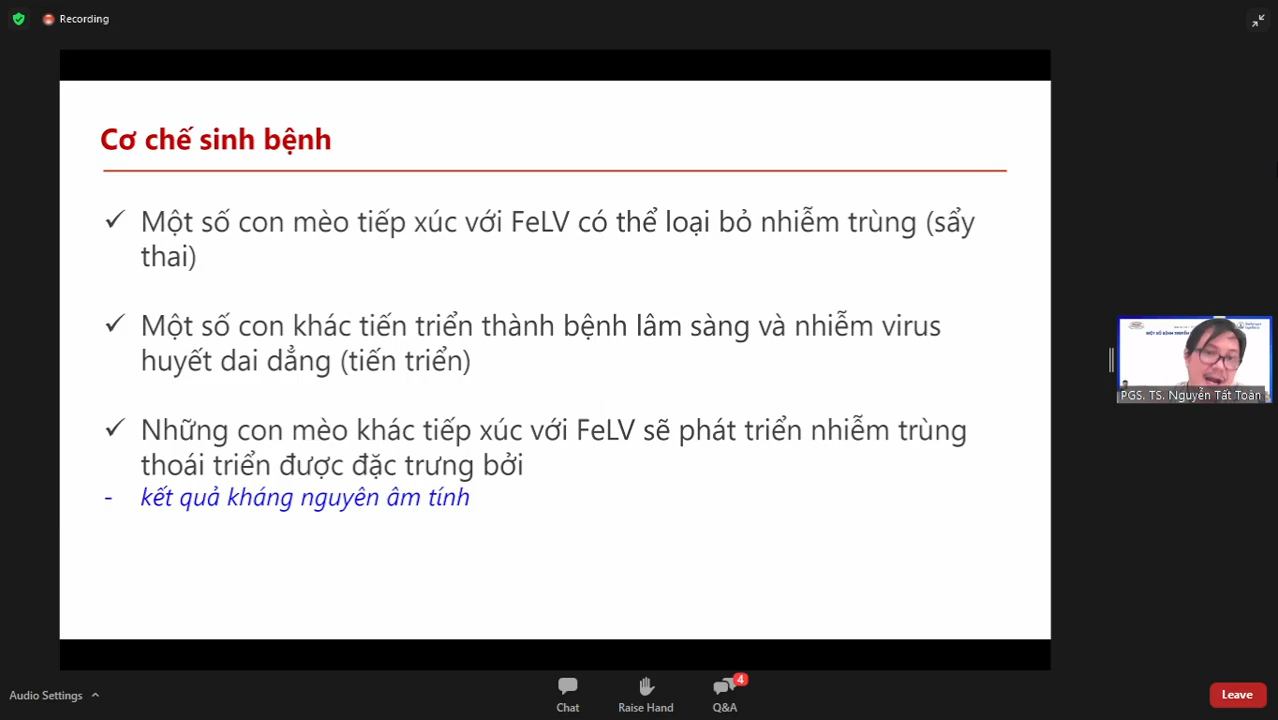 Recording
Cơ chế sinh bệnh
✓ Một số con mèo tiếp xúc với FeLV có thể loại bỏ nhiễm trùng (sẩy
thai)
✓ Một số con khác tiến triển thành bệnh lâm sàng và nhiễm virus
huyết dai dẳng (tiến triển)
✓ Những con mèo khác tiếp xúc với FeLV sẽ phát triển nhiễm trùng
thoái triển được đặc trưng bởi
- kết quả kháng nguyên âm tính
PGS. TS. Nguyễn Tất Toàn
Audio Settings
Chat
Raise Hand
4
Q&A
Leave